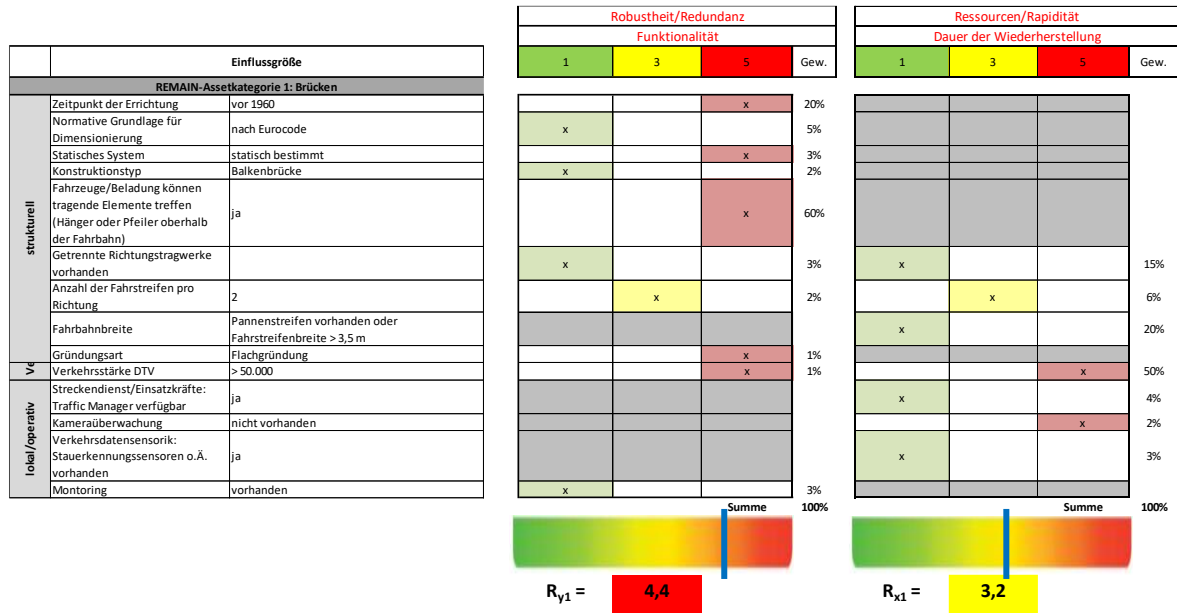 Robustheit/Redundanz
Ressourcen/Rapidität
Funktionalität
Dauer der Wiederherstellung
Einflussgröße
1 3 5 Gew.
1 3 5 Gew.
REMAIN-Assetkategorie 1: Brücken
strukturell
Zeitpunkt der Errichtung vor 1960 x 20%
Normative Grundlage für
Dimensionierung
nach Eurocode x 5%
Statisches System statisch bestimmt x 3%
Konstruktionstyp Balkenbrücke x 2%
Fahrzeuge/Beladung können
tragende Elemente treffen
(Hänger oder Pfeiler oberhalb
der Fahrbahn)
ja x 60%
Getrennte Richtungstragwerke
vorhanden
x 3% x 15%
Anzahl der Fahrstreifen pro
Richtung
2 x 2% x 6%
Fahrbahnbreite
Pannenstreifen vorhanden oder
Fahrstreifenbreite > 3,5 m
x 20%
Gründungsart Flachgründung x 1%
Ve
Verkehrsstärke DTV > 50.000 x 1% x 50%
lokal/operativ
Streckendienst/Einsatzkräfte:
Traffic Manager verfügbar
ja x 4%
Kameraüberwachung nicht vorhanden x 2%
Verkehrsdatensensorik:
Stauerkennungssensoren o.Ä.
vorhanden
ja x 3%
Montoring vorhanden x 3%
Summe 100%
Summe 100%
Ry1 = 4,4
Rx1 = 3,2